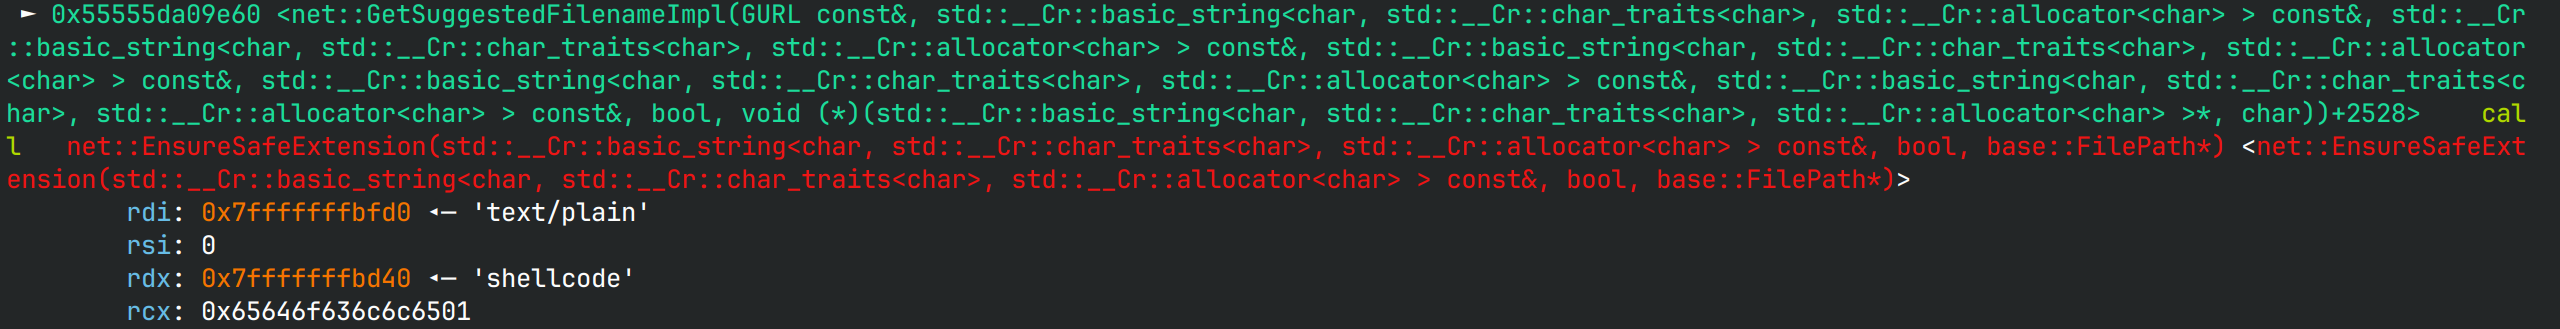 ► 0x55555da09e60 <net::GetSuggestedFilenameImpl(GURL const&, std::__Cr::basic_string<char, std::__Cr::char_traits<char>, std::__Cr::allocator<char> > const&, std::__Cr
::basic_string<char, std::__Cr::char_traits<char>, std::__Cr::allocator<char> > const&, std::__Cr::basic_string<char, std::__Cr::char_traits<char>, std::__Cr::allocator
<char> > const&, std::__Cr::basic_string<char, std::__Cr::char_traits<char>, std::__Cr::allocator<char> > const&, std::__Cr::basic_string<char, std::__Cr::char_traits<c
har>, std::__Cr::allocator<char> > const&, bool, void (*)(std::__Cr::basic_string<char, std::__Cr::char_traits<char>, std::__Cr::allocator<char> >*, char))+2528>    cal
l   net::EnsureSafeExtension(std::__Cr::basic_string<char, std::__Cr::char_traits<char>, std::__Cr::allocator<char> > const&, bool, base::FilePath*) <net::EnsureSafeExt
ension(std::__Cr::basic_string<char, std::__Cr::char_traits<char>, std::__Cr::allocator<char> > const&, bool, base::FilePath*)>
rdi: 0x7fffffffbfd0 ◂— 'text/plain'
rsi: 0
rdx: 0x7fffffffbd40 ◂— 'shellcode'
rcx: 0x65646f636c6c6501